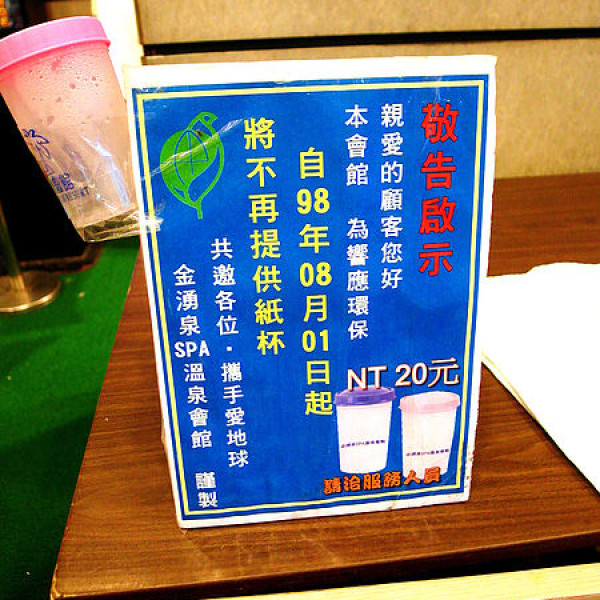 敬告啟示
親愛的顧客您好
本會館 為響應環保
自98年08月01日起
將不再提供紙杯
共邀各位．攜手愛地球
金湧泉SPA溫泉會館 謹製
NT 20元
請洽服務人員